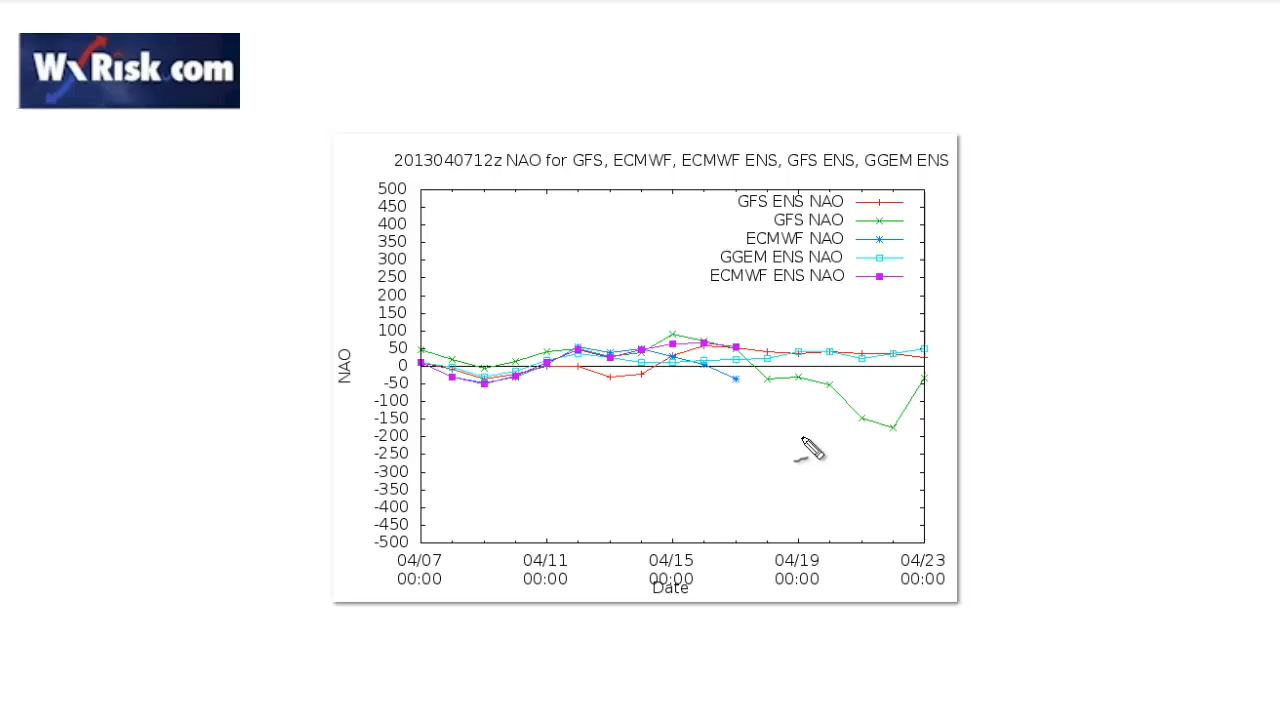 WxRisk.com
2013040712z NAO for GFS, ECMWF, ECMWF ENS, GFS ENS, GGEM ENS
GFS ENS NAO
GFS NAO
ECMWF NAO
GGEM ENS NAO
ECMWF ENS NAO
500
450
400
350
300
250
200
150
100
50
0
-50
-100
-150
-200
-250
-300
-350
-400
-450
-500
NAO
04/07 04/11 04/15 04/19 04/23
00:00 00:00 00:00 00:00 00:00
Date